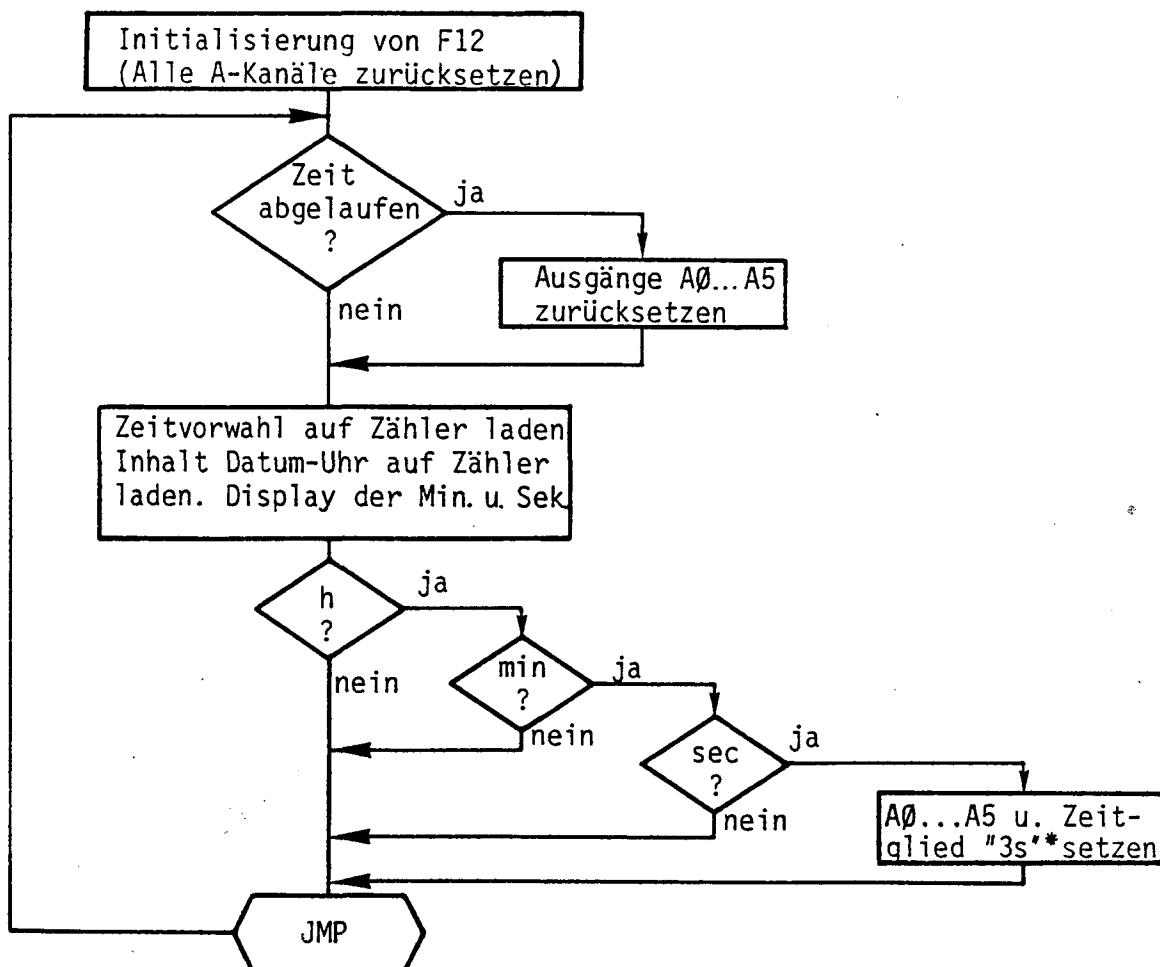 Initialisierung von F12
(Alle A-Kanäle zurücksetzen)
Zeit
abgelaufen
?
ja
nein
Ausgänge AØ...A5
zurücksetzen
Zeitvorwahl auf Zähler laden
Inhalt Datum-Uhr auf Zähler
laden. Display der Min. u. Sek.
h
?
ja
nein
min
?
ja
nein
sec
?
ja
nein
AØ...A5 u. Zeit-
glied "3s"* setzen
JMP